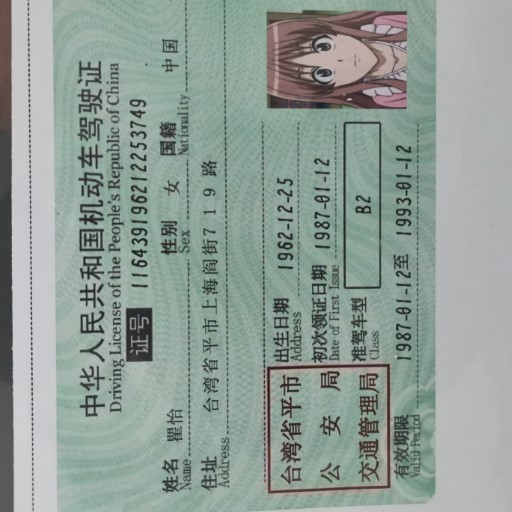 中华人民共和国机动车驾驶证
Driving License of the People's Republic of China
证号 116439196212253749
姓名 瞿怡 性别 女 国籍 中国
Name Sex Nationality
住址 台湾省平市上海阎街719路
Address
出生日期 1962-12-25
Address
初次领证日期 1987-01-12
Date of First Issue
准驾车型 B2
Class
台湾省平市
公安局
交通管理局
有效期限 1987-01-12至 1993-01-12
Valid Period